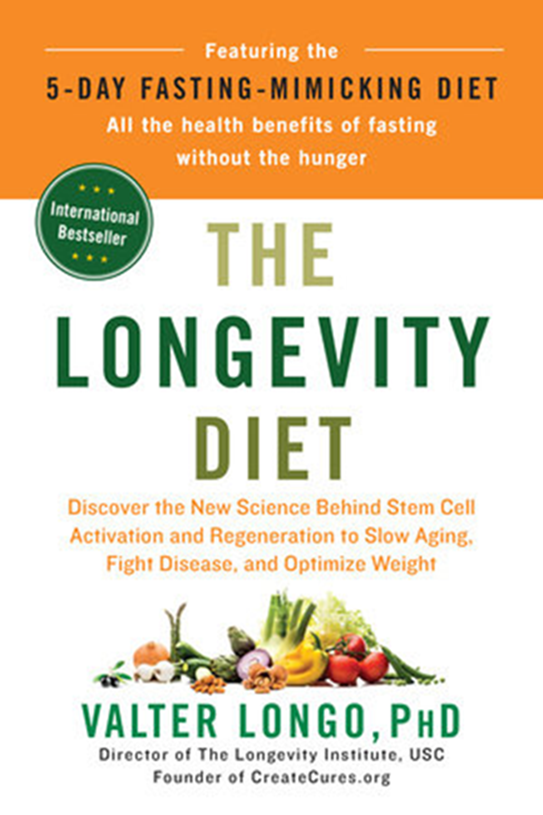 Featuring the
5-DAY FASTING-MIMICKING DIET
All the health benefits of fasting
without the hunger
International
Bestseller
THE
LONGEVITY
DIET
Discover the New Science Behind Stem Cell
Activation and Regeneration to Slow Aging,
Fight Disease, and Optimize Weight
VALTER LONGO, PHD
Director of The Longevity Institute, USC
Founder of CreateCures.org